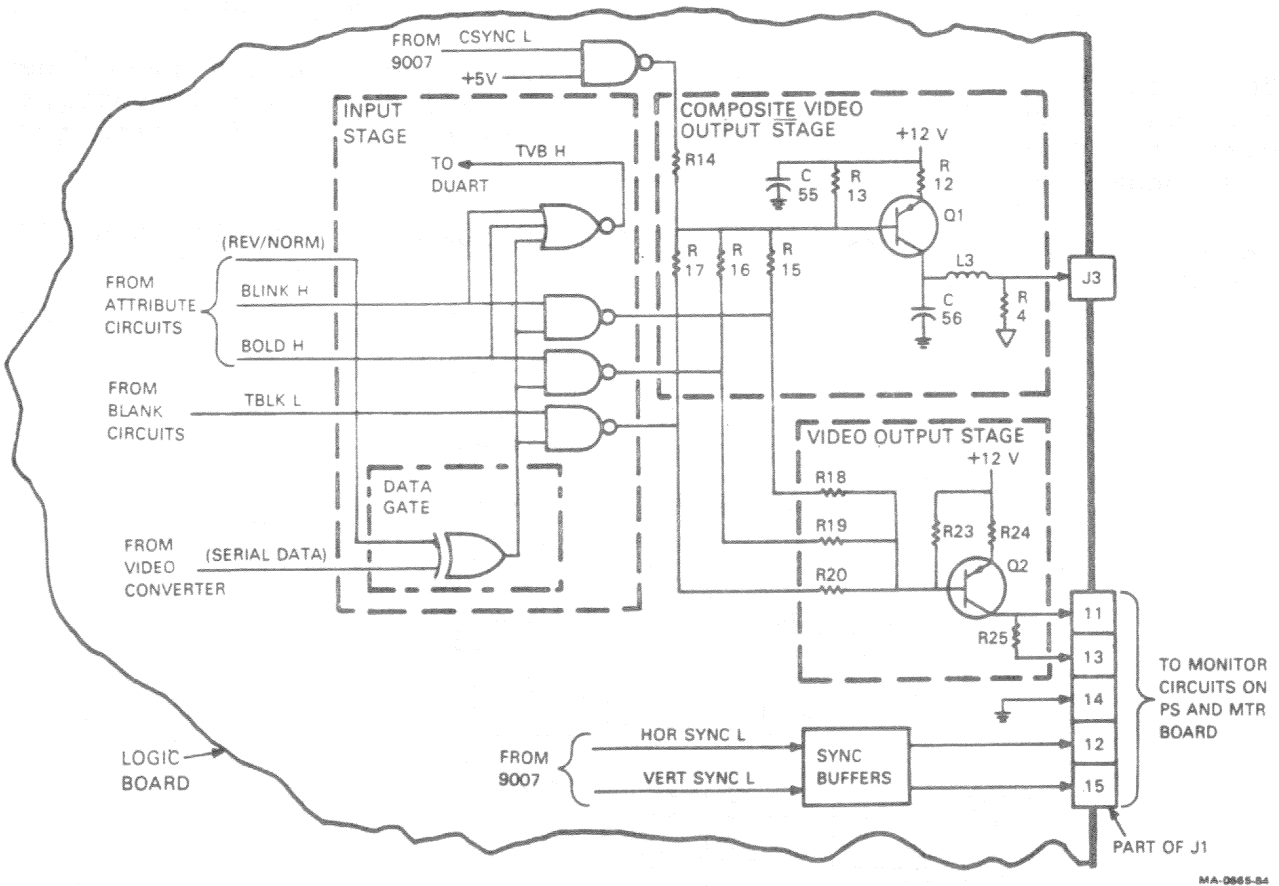 FROM
9007
CSYNC L
+5V
INPUT
STAGE
COMPOSITE VIDEO
OUTPUT STAGE
+12 V
TVB H
TO
DUART
R14
C
55
R
13
R
12
Q1
(REV/NORM)
R
17
R
16
R
15
L3
J3
FROM
ATTRIBUTE
CIRCUITS
BLINK H
C
56
R
4
BOLD H
FROM
BLANK
CIRCUITS
TBLK L
VIDEO OUTPUT STAGE
+12 V
DATA
GATE
R18
R19
R23
R24
FROM
VIDEO
CONVERTER
(SERIAL DATA)
Q2
R20
R25
11
13
14
12
15
TO MONITOR
CIRCUITS ON
PS AND MTR
BOARD
LOGIC
BOARD
FROM
9007
HOR SYNC L
VERT SYNC L
SYNC
BUFFERS
PART OF J1
MA-0865-84